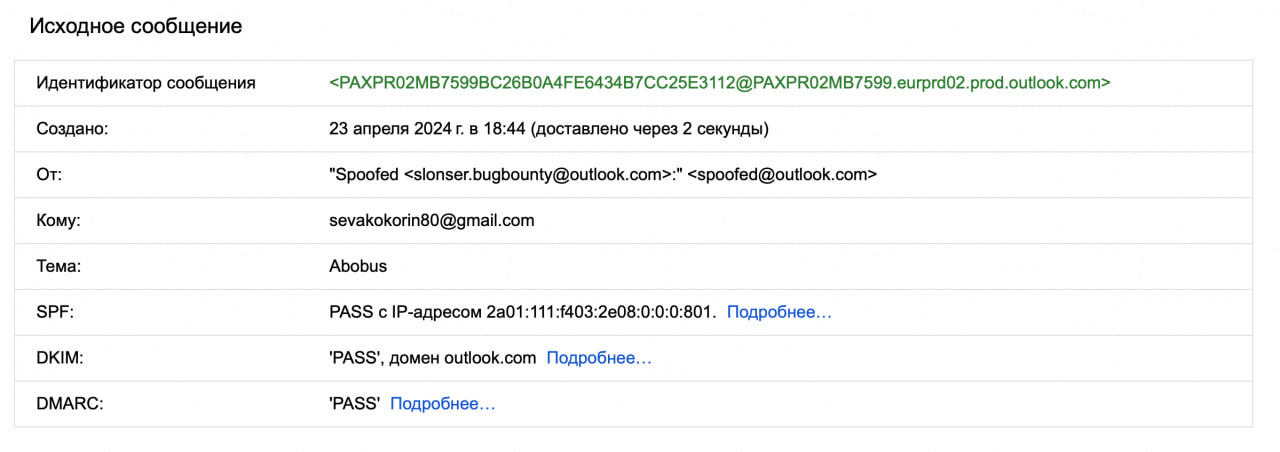 Исходное сообщение
Идентификатор сообщения <PAXPR02MB7599BC26B0A4FE6434B7CC25E3112@PAXPR02MB7599.eurprd02.prod.outlook.com>
Создано: 23 апреля 2024 г. в 18:44 (доставлено через 2 секунды)
От: "Spoofed <slonser.bugbounty@outlook.com>:" <spoofed@outlook.com>
Кому: sevakokorin80@gmail.com
Тема: Abobus
SPF: PASS с IP-адресом 2a01:111:f403:2e08:0:0:0:801. Подробнее…
DKIM: 'PASS', домен outlook.com Подробнее…
DMARC: 'PASS' Подробнее…